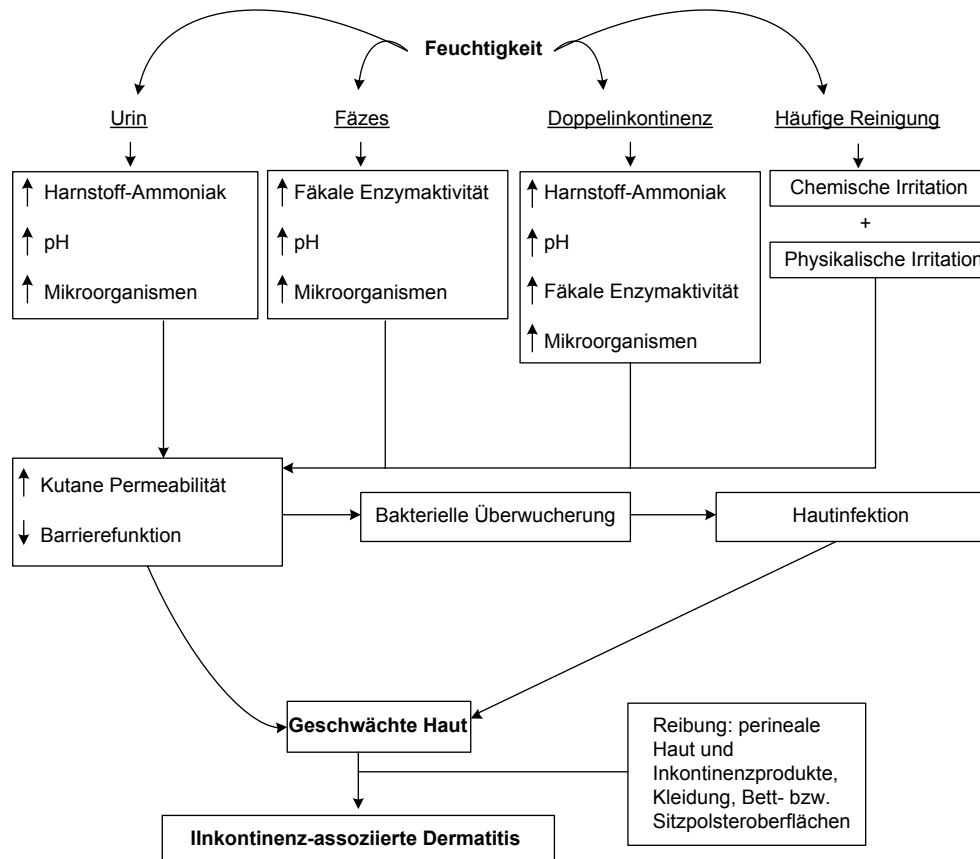 Feuchtigkeit
Urin
Fäzes
Doppelinkontinenz
Häufige Reinigung
Harnstoff-Ammoniak
pH
Mikroorganismen
Fäkale Enzymaktivität
pH
Mikroorganismen
Harnstoff-Ammoniak
pH
Fäkale Enzymaktivität
Mikroorganismen
Chemische Irritation
+
Physikalische Irritation
Kutane Permeabilität
Barrierefunktion
Bakterielle Überwucherung
Hautinfektion
Geschwächte Haut
Reibung: perineale
Haut und
Inkontinenzprodukte,
Kleidung, Bett- bzw.
Sitzpolsteroberflächen
IInkontinenz-assoziierte Dermatitis